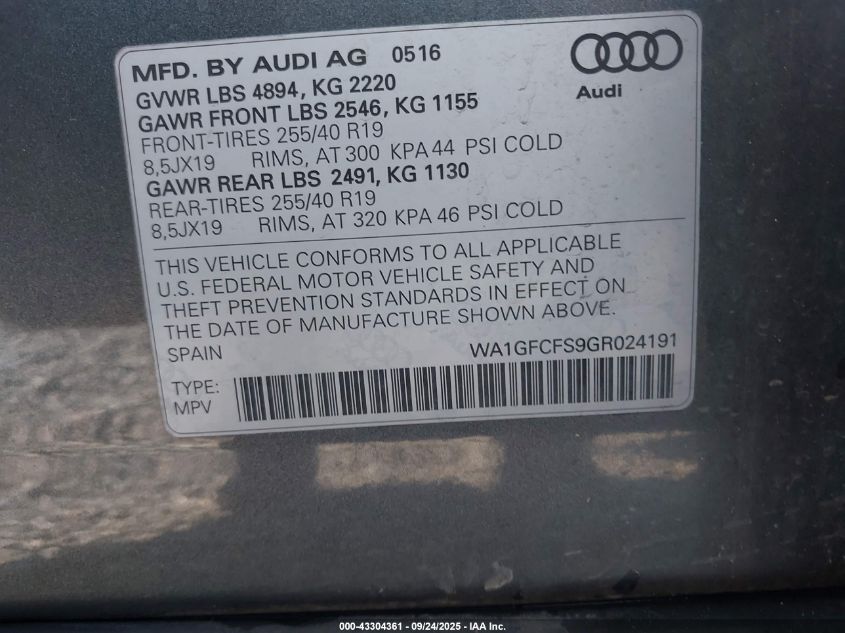 MFD. BY AUDI AG 0516
GVWR LBS 4894, KG 2220
GAWR FRONT LBS 2546, KG 1155
FRONT-TIRES 255/40 R19
8,5JX19 RIMS, AT 300 KPA 44 PSI COLD
GAWR REAR LBS 2491, KG 1130
REAR-TIRES 255/40 R19
8,5JX19 RIMS, AT 320 KPA 46 PSI COLD
Audi
THIS VEHICLE CONFORMS TO ALL APPLICABLE
U.S. FEDERAL MOTOR VEHICLE SAFETY AND
THEFT PREVENTION STANDARDS IN EFFECT ON
THE DATE OF MANUFACTURE SHOWN ABOVE.
SPAIN WA1GFCFS9GR024191
TYPE:
MPV
000-43304361 - 09/24/2025 - IAA Inc.